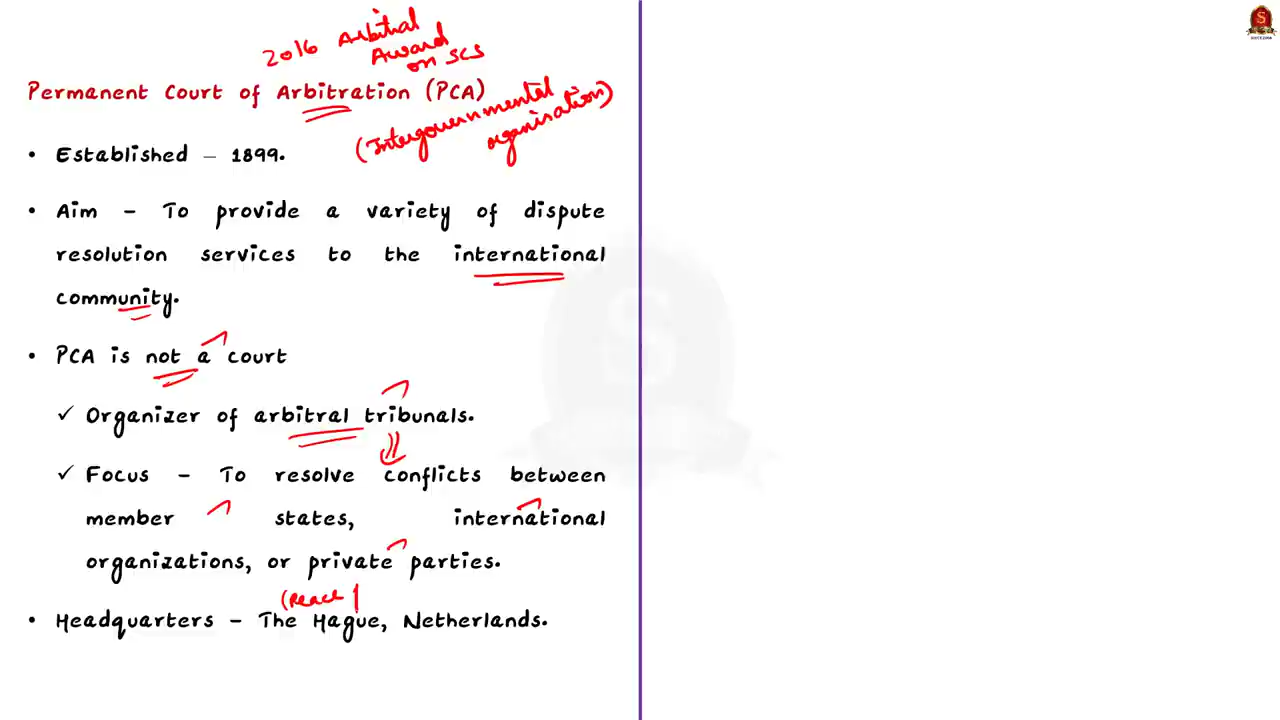 2016 Arbitral
Award
on SCS
Permanent Court of Arbitration (PCA)
(Intergovernmental
organisation)
• Established – 1899.
• Aim – To provide a variety of dispute
resolution services to the international
community.
• PCA is not a court
✓ Organizer of arbitral tribunals.
✓ Focus – To resolve conflicts between
member states, international
organizations, or private parties.
(Peace P
• Headquarters – The Hague, Netherlands.